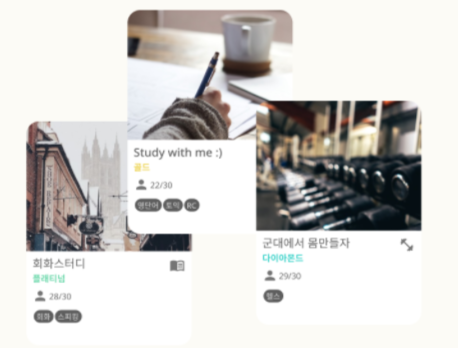 Study with me :)
골드
22/30
영단어 토익 RC
회화스터디
플래티넘
28/30
회화 스피킹
군대에서 몸만들자
다이아몬드
29/30
헬스